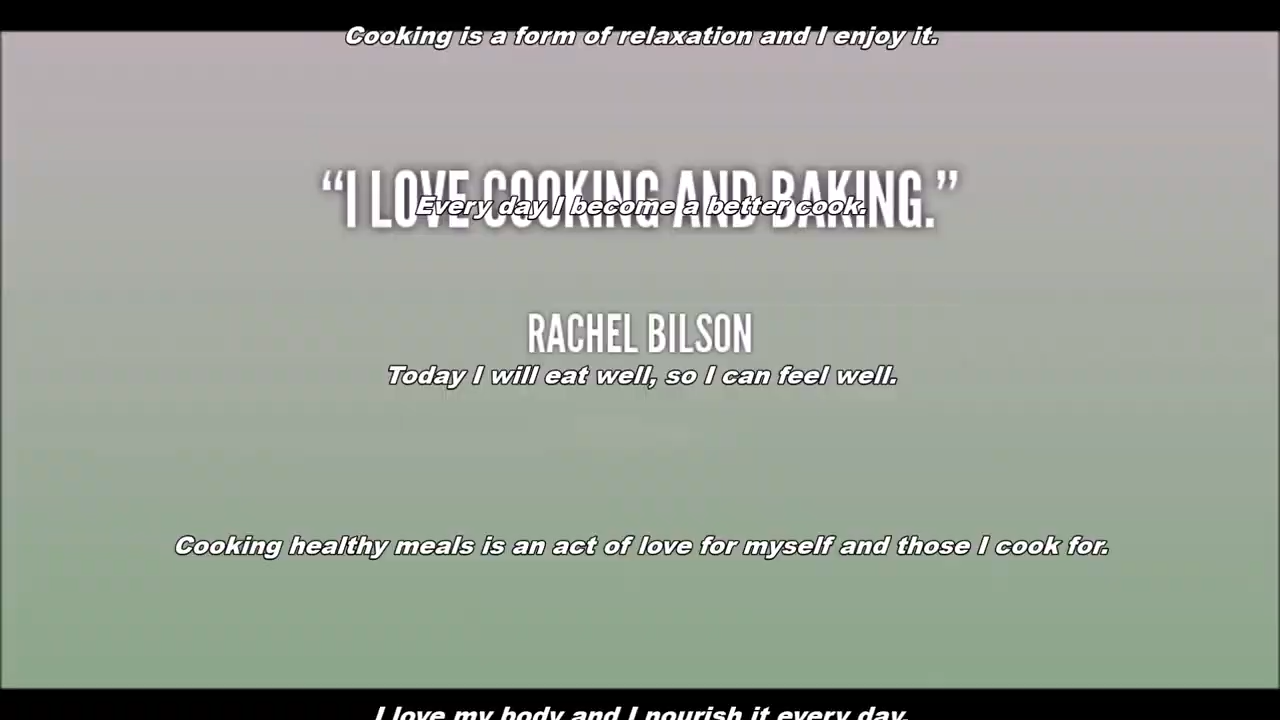 Cooking is a form of relaxation and I enjoy it.
“I LOVE COOKING AND BAKING.”
Every day I become a better cook.
RACHEL BILSON
Today I will eat well, so I can feel well.
Cooking healthy meals is an act of love for myself and those I cook for.
I love my body and I nourish it every day.